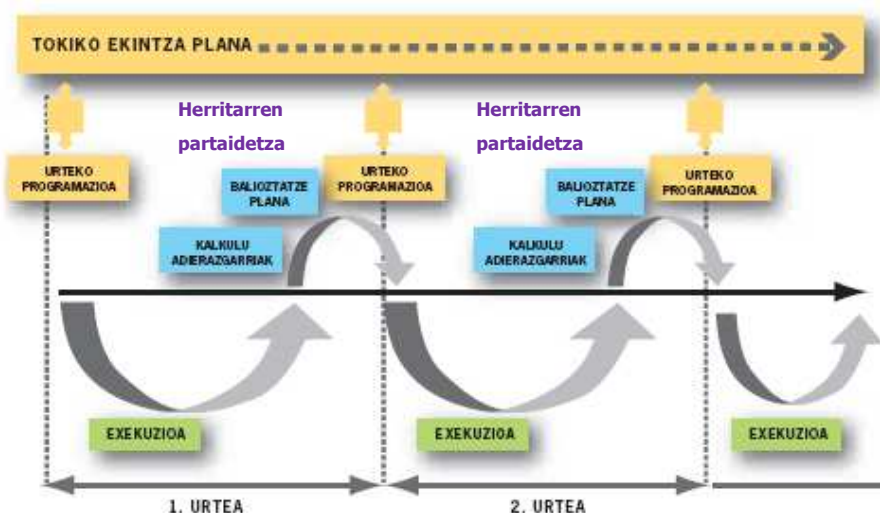 TOKIKO EKINTZA PLANA
Herritarren
partaidetza
Herritarren
partaidetza
URTEKO
PROGRAMAZIOA
BALIOZTATZE
PLANA
URTEKO
PROGRAMAZIOA
BALIOZTATZE
PLANA
URTEKO
PROGRAMAZIOA
KALKULU
ADIERAZGARRIAK
KALKULU
ADIERAZGARRIAK
EXEKUZIOA
EXEKUZIOA
EXEKUZIOA
1. URTEA
2. URTEA